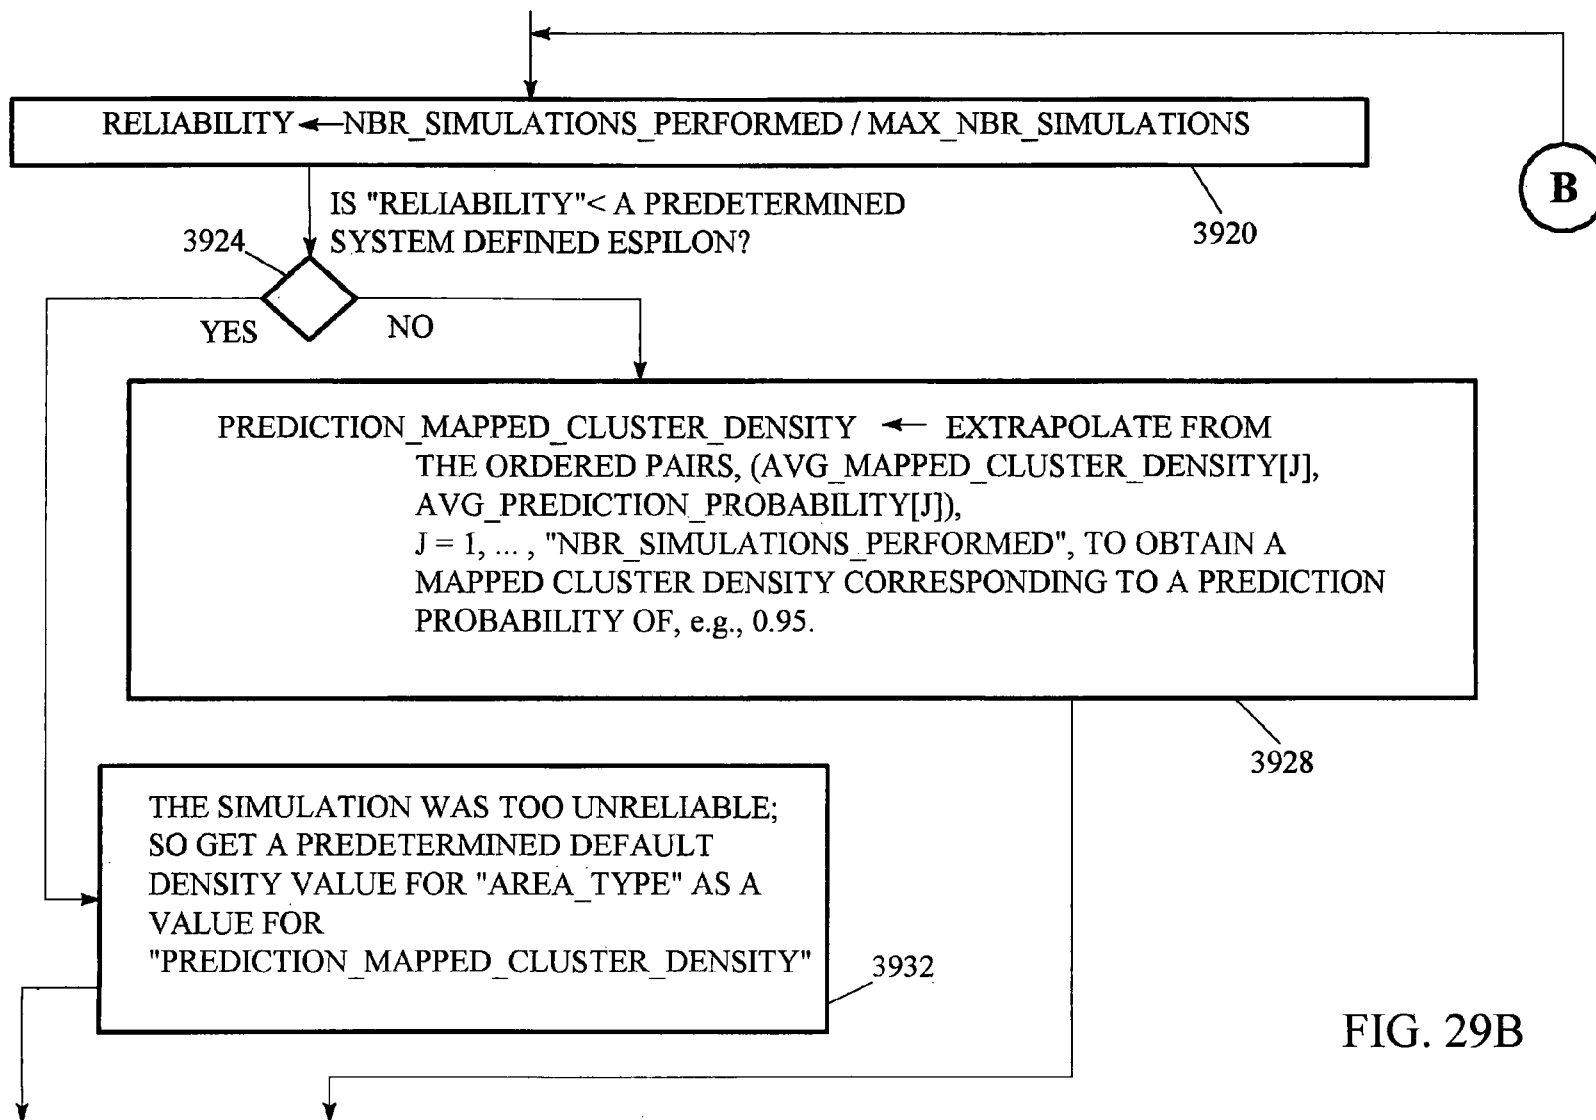 RELIABILITY ← NBR_SIMULATIONS_PERFORMED / MAX_NBR_SIMULATIONS
B
IS "RELIABILITY"< A PREDETERMINED
SYSTEM DEFINED ESPILON?
3920
3924
YES
NO
PREDICTION_MAPPED_CLUSTER_DENSITY ← EXTRAPOLATE FROM
THE ORDERED PAIRS, (AVG_MAPPED_CLUSTER_DENSITY[J],
AVG_PREDICTION_PROBABILITY[J]),
J = 1, ... , "NBR_SIMULATIONS_PERFORMED", TO OBTAIN A
MAPPED CLUSTER DENSITY CORRESPONDING TO A PREDICTION
PROBABILITY OF, e.g., 0.95.
3928
THE SIMULATION WAS TOO UNRELIABLE;
SO GET A PREDETERMINED DEFAULT
DENSITY VALUE FOR "AREA_TYPE" AS A
VALUE FOR
"PREDICTION_MAPPED_CLUSTER_DENSITY"
3932
FIG. 29B